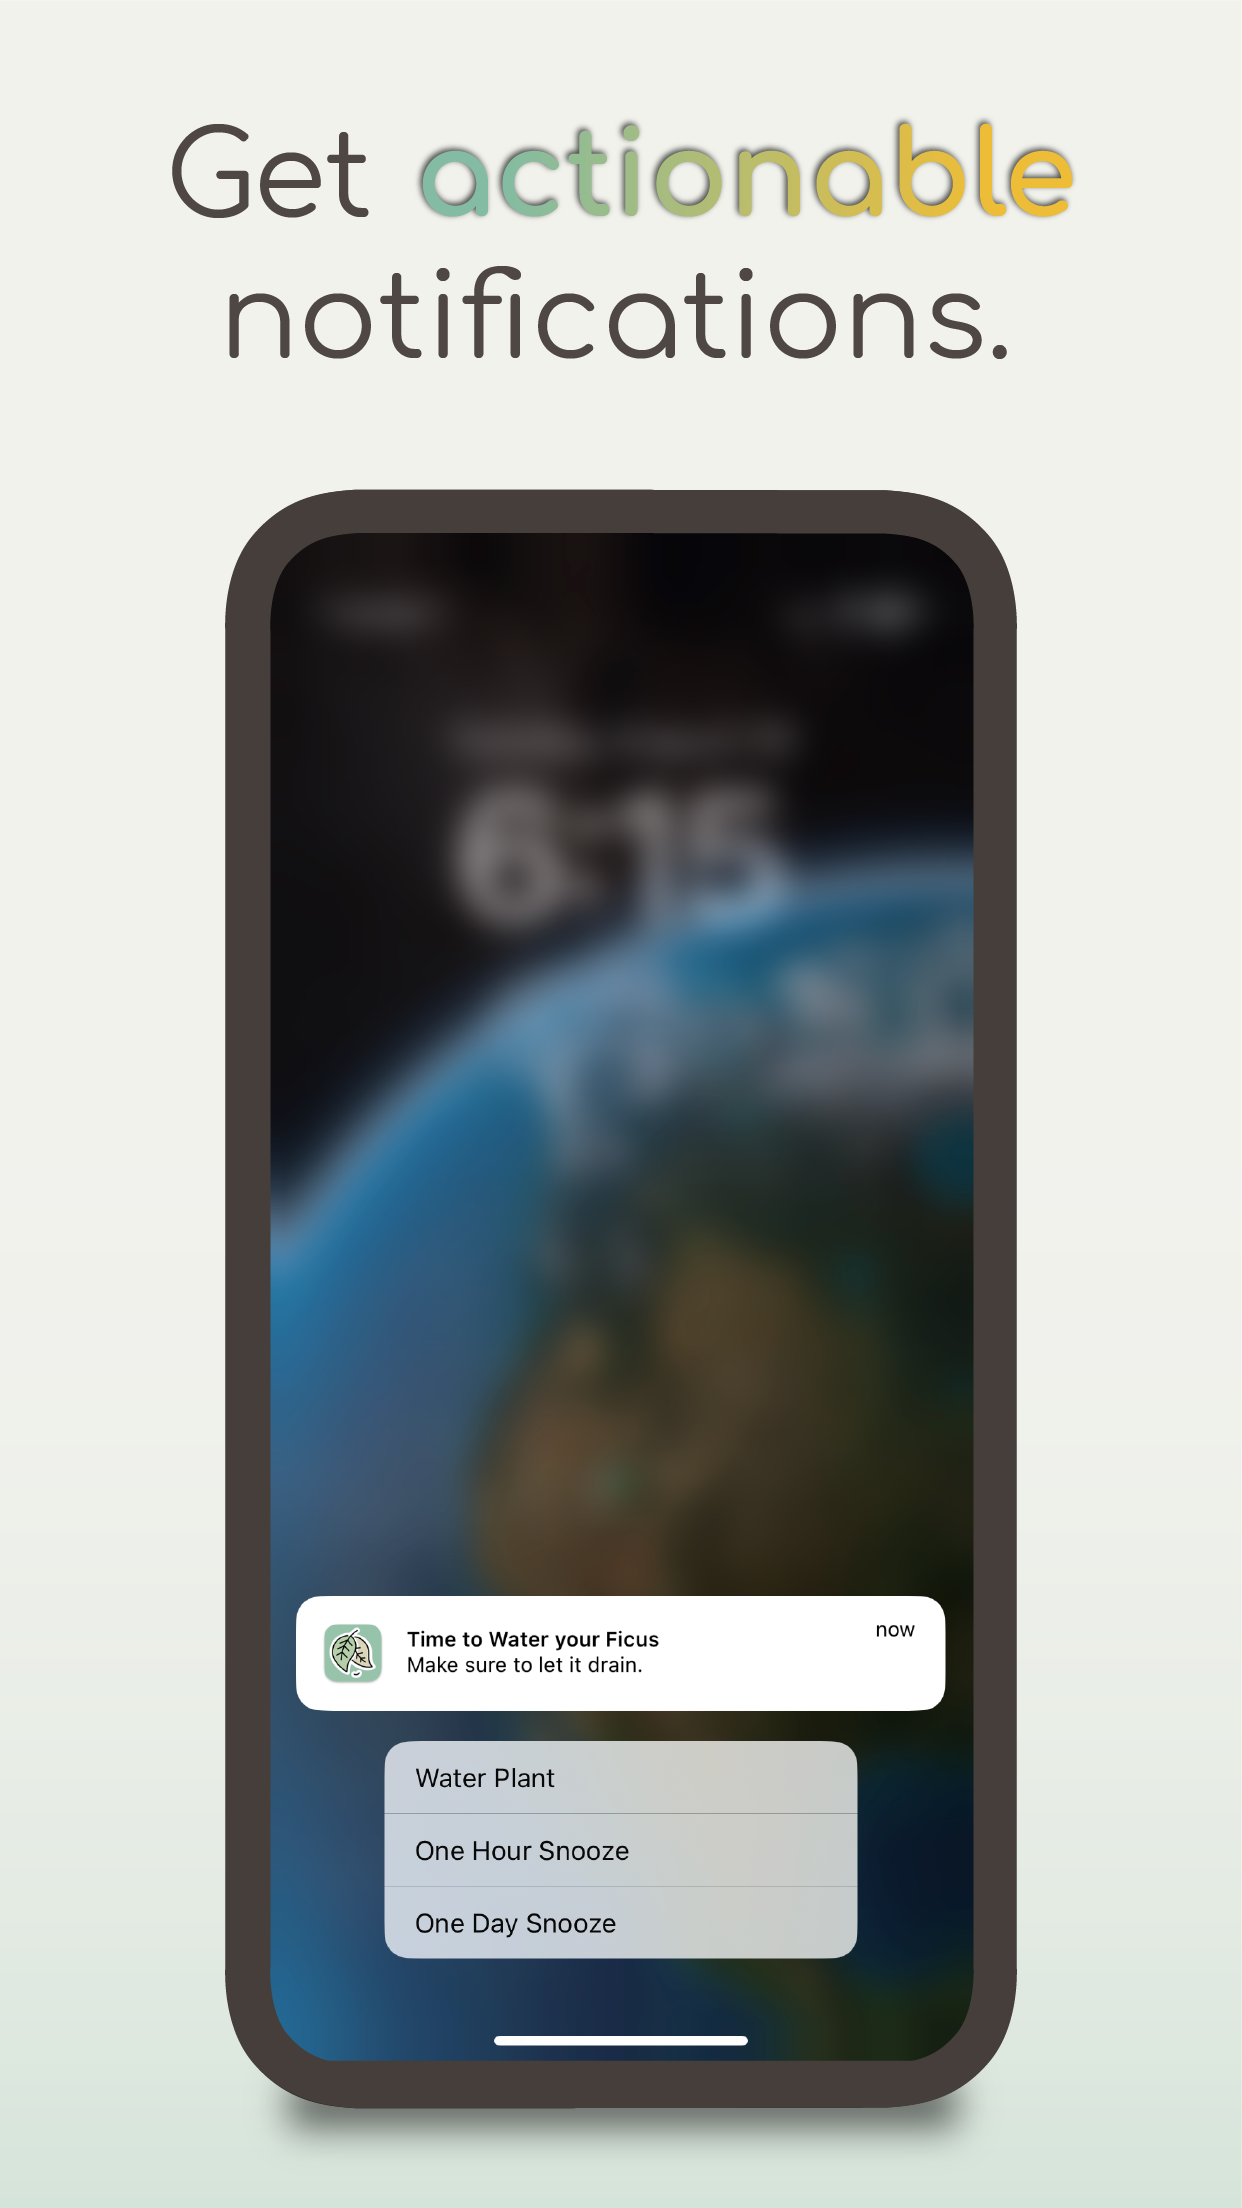 Get actionable
notifications.
6:15
Time to Water your Ficus
now
Make sure to let it drain.
Water Plant
One Hour Snooze
One Day Snooze